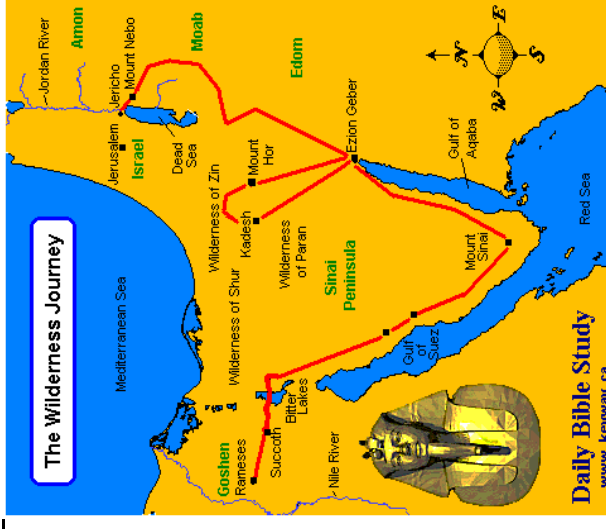 The Wilderness Journey
Jordan River
Amon
Jericho
Mount Nebo
Jerusalem
Israel
Mediterranean Sea
Dead
Sea
Moab
Wilderness of Zin
Mount
Hor
Kadesh
Wilderness of Shur
Goshen
Rameses
Succoth
Wilderness
of Paran
Edom
Bitter
Lakes
Sinai
Peninsula
Nile River
Ezion Geber
Gulf
of
Suez
Gulf of
Aqaba
Mount
Sinai
N
W
E
S
Red Sea
Daily Bible Study